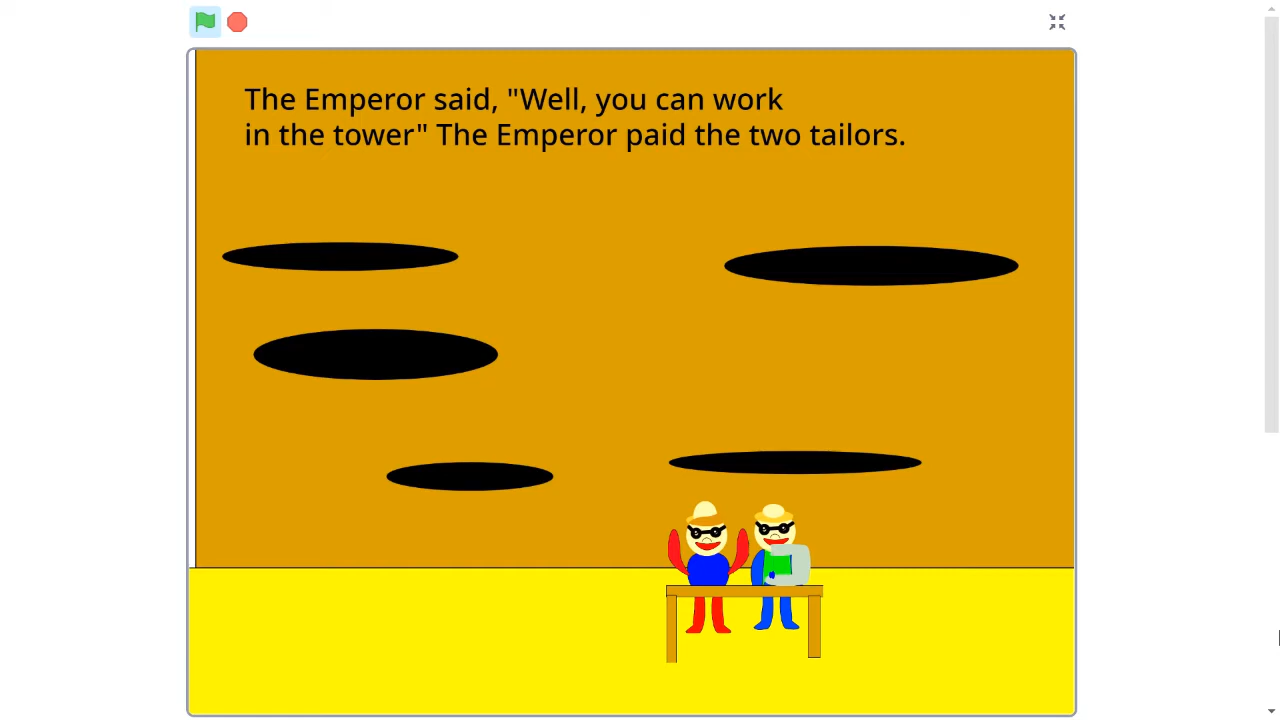 The Emperor said, "Well, you can work
in the tower" The Emperor paid the two tailors.